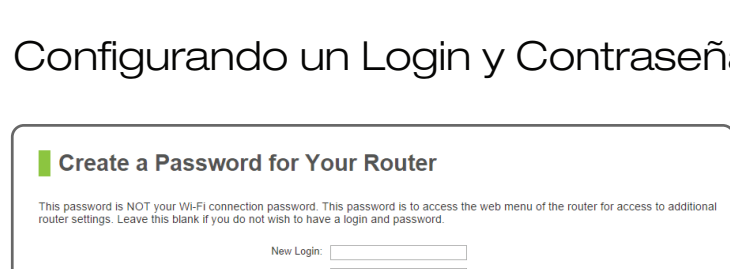 Configurando un Login y Contraseña
Create a Password for Your Router
This password is NOT your Wi-Fi connection password. This password is to access the web menu of the router for access to additional
router settings. Leave this blank if you do not wish to have a login and password.
New Login: